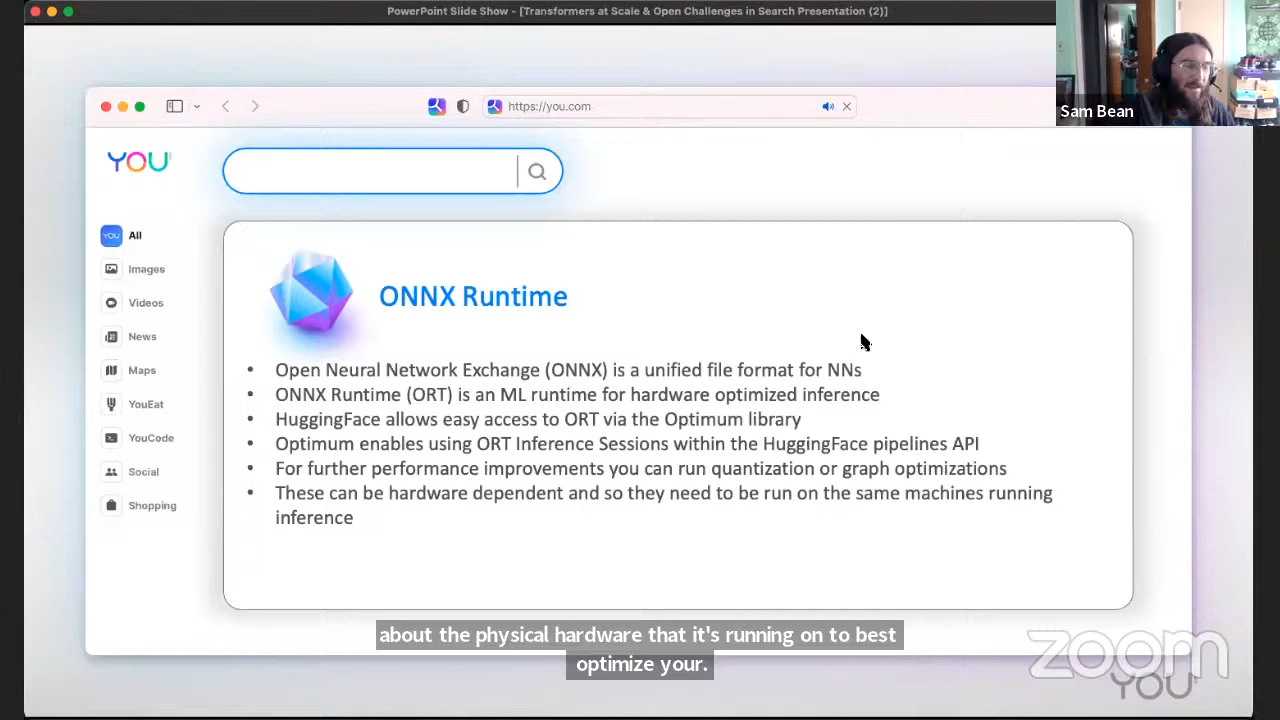 PowerPoint Slide Show - [Transformers at Scale & Open Challenges in Search Presentation (2)]
Sam Bean
https://you.com
YOU
YOU All
Images
Videos
News
Maps
YouEat
YouCode
Social
Shopping
ONNX Runtime
• Open Neural Network Exchange (ONNX) is a unified file format for NNs
• ONNX Runtime (ORT) is an ML runtime for hardware optimized inference
• HuggingFace allows easy access to ORT via the Optimum library
• Optimum enables using ORT Inference Sessions within the HuggingFace pipelines API
• For further performance improvements you can run quantization or graph optimizations
• These can be hardware dependent and so they need to be run on the same machines running
inference
about the physical hardware that it's running on to best
optimize your.
zoom
YOU